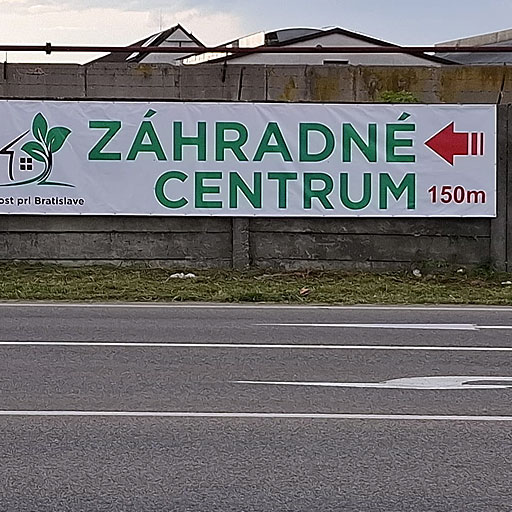 ZÁHRADNÉ
CENTRUM
150m
pri Bratislave